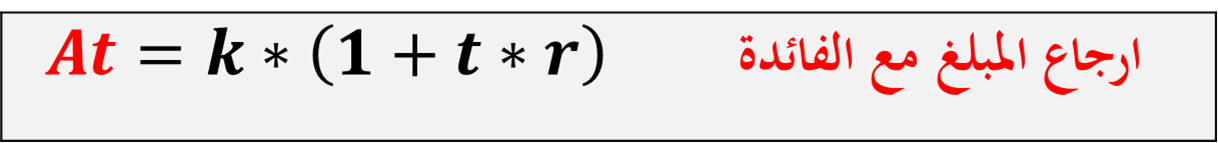 At = k * (1 + t * r) ارجاع المبلغ مع الفائدة